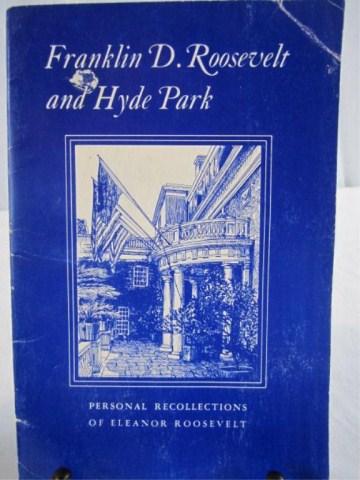 Franklin D. Roosevelt
and Hyde Park
PERSONAL RECOLLECTIONS
OF ELEANOR ROOSEVELT